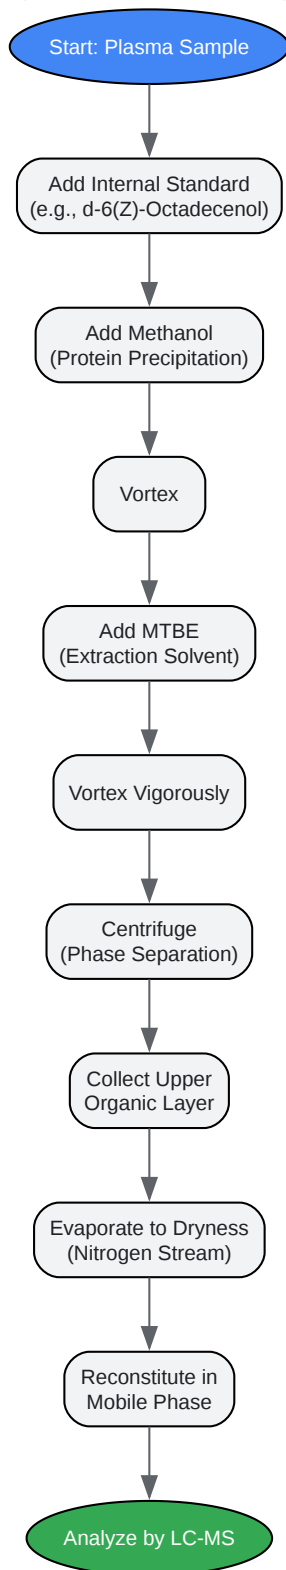 Start: Plasma Sample
Add Internal Standard
(e.g., d-6(Z)-Octadecenol)
Add Methanol
(Protein Precipitation)
Vortex
Add MTBE
(Extraction Solvent)
Vortex Vigorously
Centrifuge
(Phase Separation)
Collect Upper
Organic Layer
Evaporate to Dryness
(Nitrogen Stream)
Reconstitute in
Mobile Phase
Analyze by LC-MS